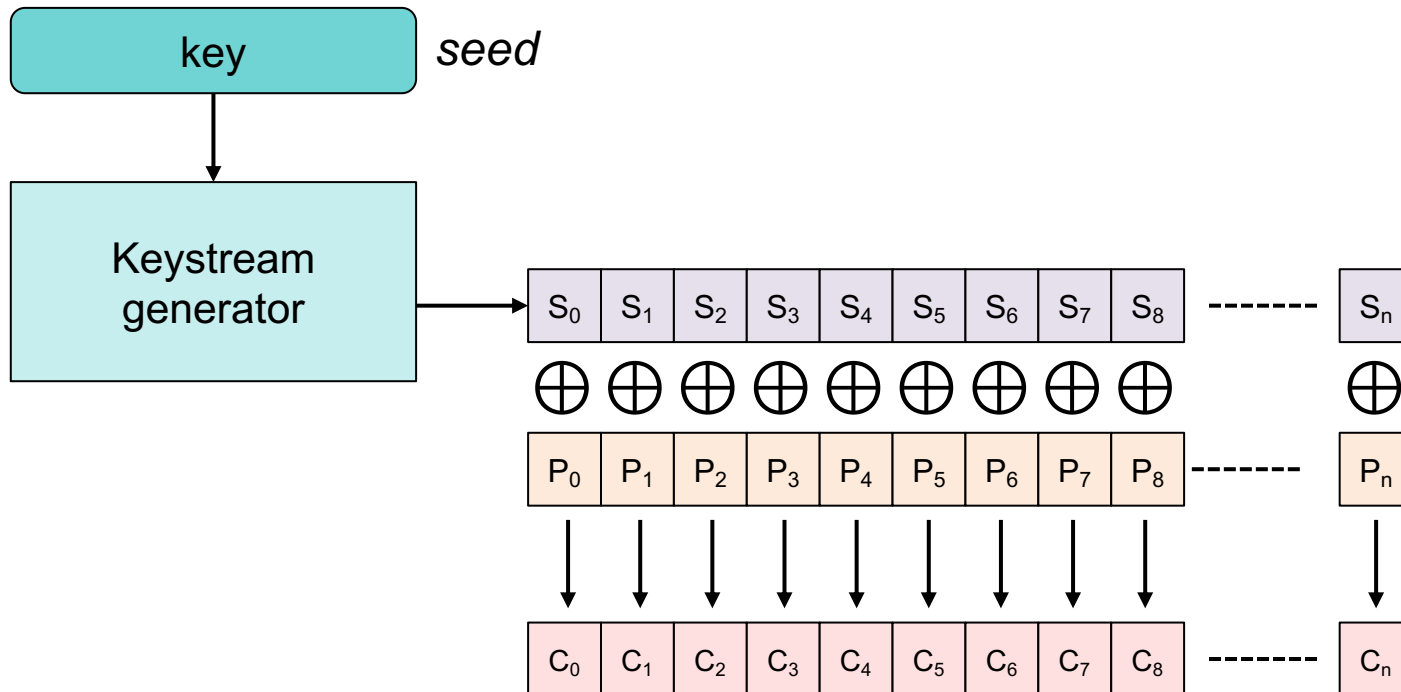 key seed
Keystream
generator
S₀ S₁ S₂ S₃ S₄ S₅ S₆ S₇ S₈ Sₙ
P₀ P₁ P₂ P₃ P₄ P₅ P₆ P₇ P₈ Pₙ
C₀ C₁ C₂ C₃ C₄ C₅ C₆ C₇ C₈ Cₙ